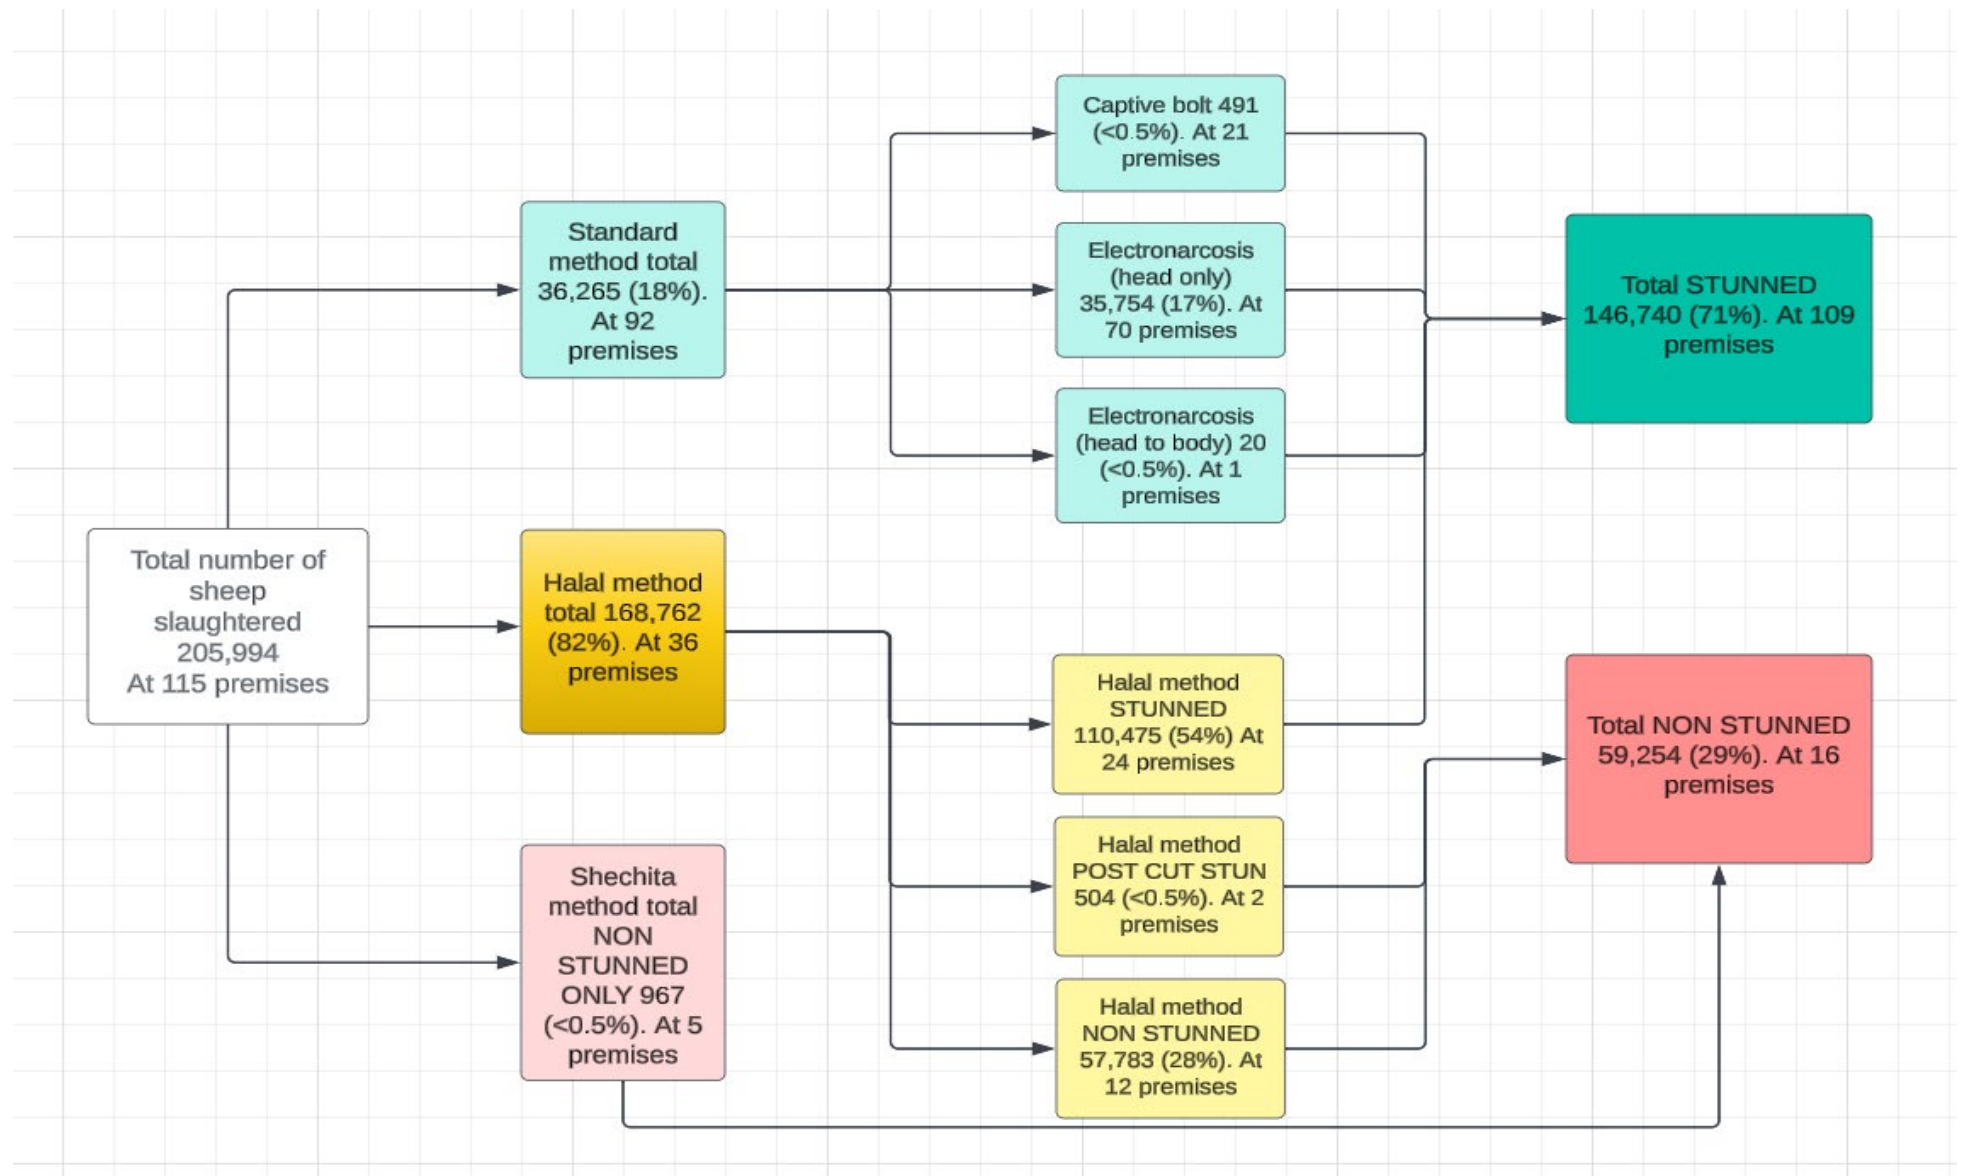 Captive bolt 491
(<0.5%). At 21
premises
Standard
method total
36,265 (18%).
At 92
premises
Electronarcosis
(head only)
35,754 (17%). At
70 premises
Total STUNNED
146,740 (71%). At 109
premises
Electronarcosis
(head to body) 20
(<0.5%). At 1
premises
Total number of
sheep
slaughtered
205,994
At 115 premises
Halal method
total 168,762
(82%). At 36
premises
Halal method
STUNNED
110,475 (54%) At
24 premises
Total NON STUNNED
59,254 (29%). At 16
premises
Halal method
POST CUT STUN
504 (<0.5%). At 2
premises
Shechita
method total
NON
STUNNED
ONLY 967
(<0.5%). At 5
premises
Halal method
NON STUNNED
57,783 (28%). At
12 premises